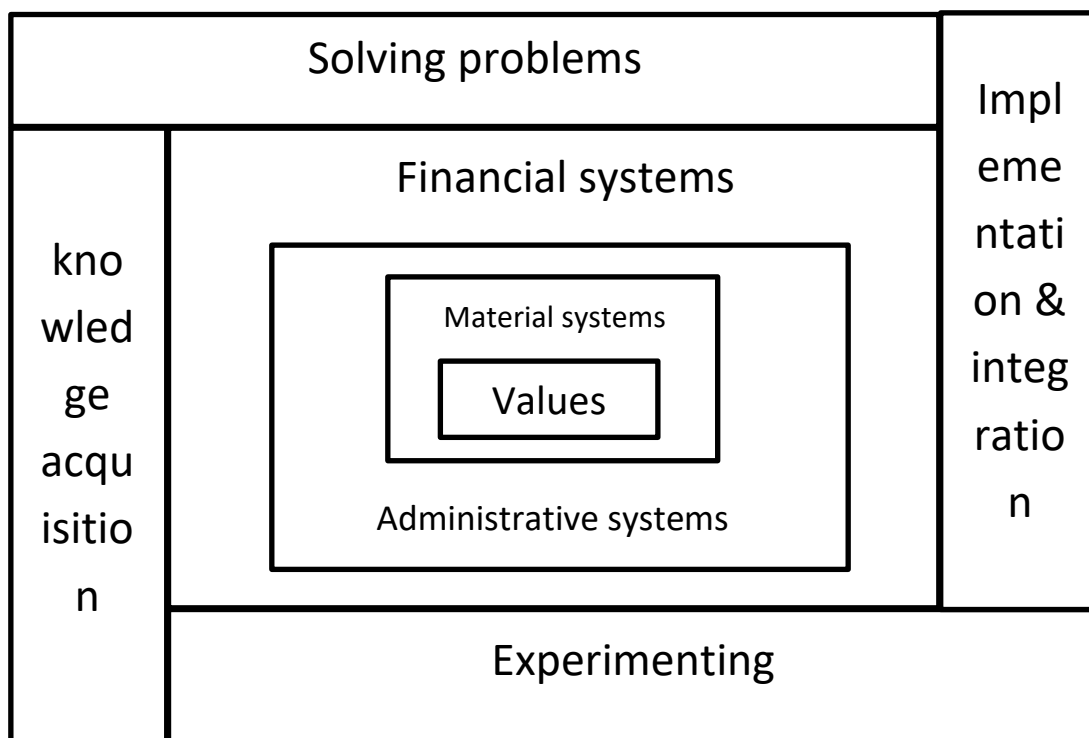 Solving problems
Impl
eme
ntati
on &
integ
ratio
n
kno
wled
ge
acqu
isitio
n
Financial systems
Material systems
Values
Administrative systems
Experimenting